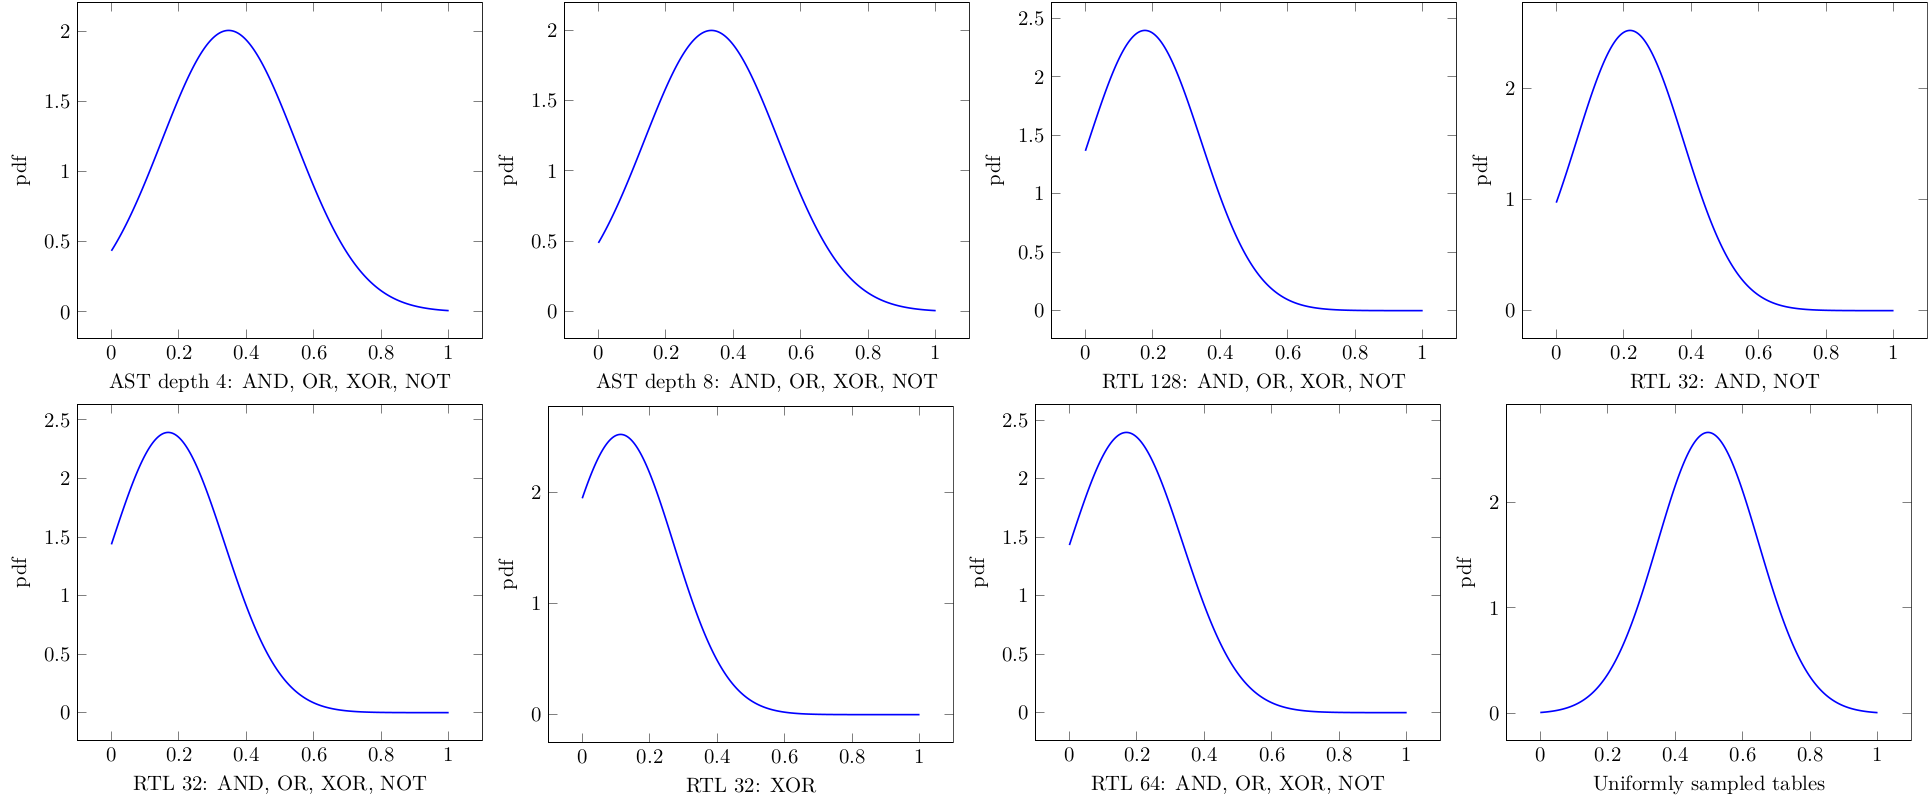 2
1.5
1
0.5
0
pdf
0 0.2 0.4 0.6 0.8 1
AST depth 4: AND, OR, XOR, NOT
2
1.5
1
0.5
0
pdf
0 0.2 0.4 0.6 0.8 1
AST depth 8: AND, OR, XOR, NOT
2.5
2
1.5
1
0.5
0
pdf
0 0.2 0.4 0.6 0.8 1
RTL 128: AND, OR, XOR, NOT
2
1
0
pdf
0 0.2 0.4 0.6 0.8 1
RTL 32: AND, NOT
2.5
2
1.5
1
0.5
0
pdf
0 0.2 0.4 0.6 0.8 1
RTL 32: AND, OR, XOR, NOT
2
1
0
pdf
0 0.2 0.4 0.6 0.8 1
RTL 32: XOR
2.5
2
1.5
1
0.5
0
pdf
0 0.2 0.4 0.6 0.8 1
RTL 64: AND, OR, XOR, NOT
2
1
0
pdf
0 0.2 0.4 0.6 0.8 1
Uniformly sampled tables